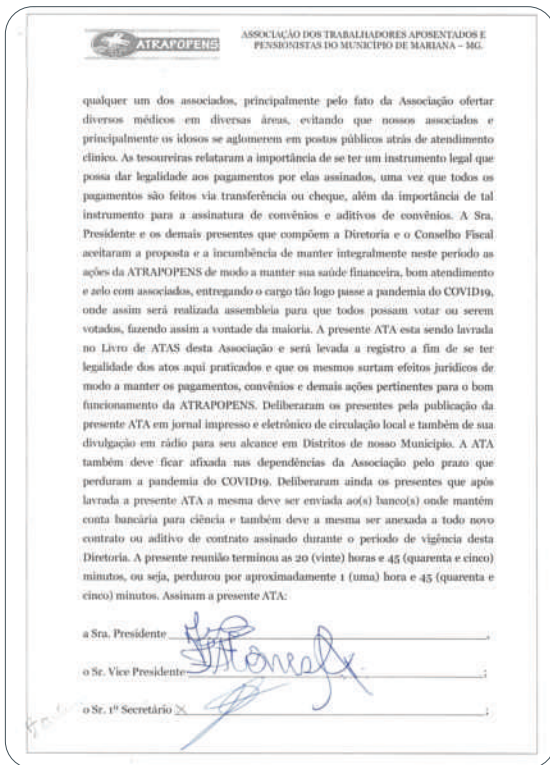 ATRAPOPENS
ASSOCIAÇÃO DOS TRABALHADORES APOSENTADOS E
PENSIONISTAS DO MUNICÍPIO DE MARIANA – MG.
qualquer um dos associados, principalmente pelo fato da Associação ofertar
diversos médicos em diversas áreas, evitando que nossos associados e
principalmente os idosos se aglomerem em postos públicos atrás de atendimento
clínico. As tesoureiras relataram a importância de se ter um instrumento legal que
possa dar legalidade aos pagamentos por elas assinados, uma vez que todos os
pagamentos são feitos via transferência ou cheque, além da importância de tal
instrumento para a assinatura de convênios e aditivos de convênios. A Sra.
Presidente e os demais presentes que compõem a Diretoria e o Conselho Fiscal
aceitaram a proposta e a incumbência de manter integralmente neste período as
ações da ATRAPOPENS de modo a manter sua saúde financeira, bom atendimento
e zelo com associados, entregando o cargo tão logo passe a pandemia do COVID19,
onde assim será realizada assembleia para que todos possam votar ou serem
votados, fazendo assim a vontade da maioria. A presente ATA esta sendo lavrada
no Livro de ATAS desta Associação e será levada a registro a fim de se ter
legalidade dos atos aqui praticados e que os mesmos surtam efeitos jurídicos de
modo a manter os pagamentos, convênios e demais ações pertinentes para o bom
funcionamento da ATRAPOPENS. Deliberaram os presentes pela publicação da
presente ATA em jornal impresso e eletrônico de circulação local e também de sua
divulgação em rádio para seu alcance em Distritos de nosso Município. A ATA
também deve ficar afixada nas dependências da Associação pelo prazo que
perduram a pandemia do COVID19. Deliberaram ainda os presentes que após
lavrada a presente ATA a mesma deve ser enviada ao(s) banco(s) onde mantém
conta bancária para ciência e também deve a mesma ser anexada a todo novo
contrato ou aditivo de contrato assinado durante o período de vigência desta
Diretoria. A presente reunião terminou as 20 (vinte) horas e 45 (quarenta e cinco)
minutos, ou seja, perdurou por aproximadamente 1 (uma) hora e 45 (quarenta e
cinco) minutos. Assinam a presente ATA:
a Sra. Presidente ;
o Sr. Vice Presidente ;
o Sr. 1º Secretário X ;